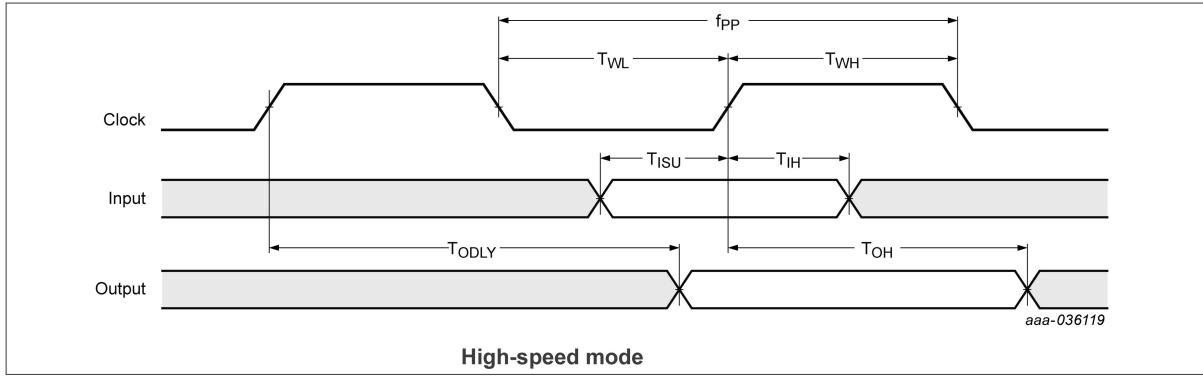 fPP
TWL
TWH
Clock
TISU
TIH
Input
TODLY
TOH
Output
aaa-036119
High-speed mode